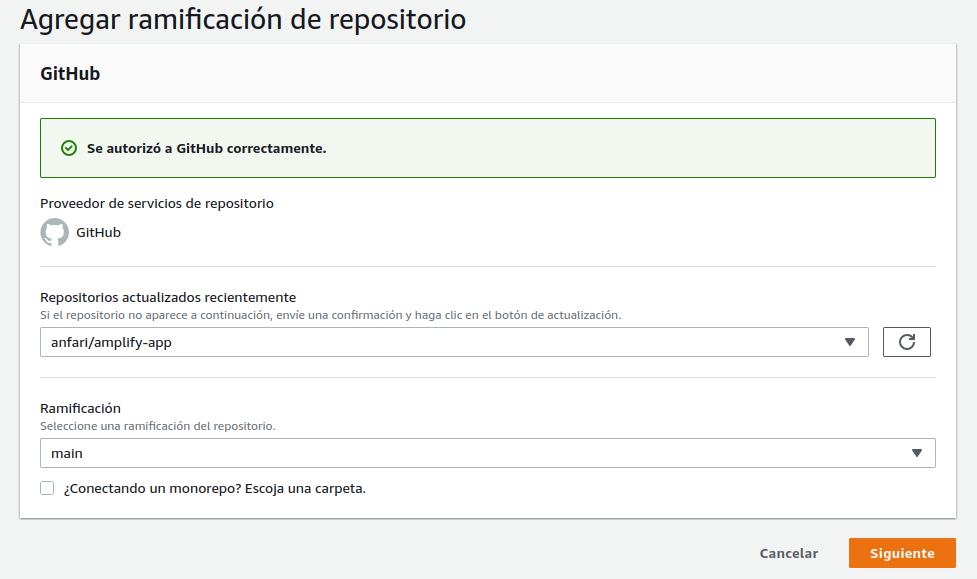 Agregar ramificación de repositorio
GitHub
Se autorizó a GitHub correctamente.
Proveedor de servicios de repositorio
GitHub
Repositorios actualizados recientemente
Si el repositorio no aparece a continuación, envíe una confirmación y haga clic en el botón de actualización.
anfari/amplify-app
Ramificación
Seleccione una ramificación del repositorio.
main
¿Conectando un monorepo? Escoja una carpeta.
Cancelar
Siguiente